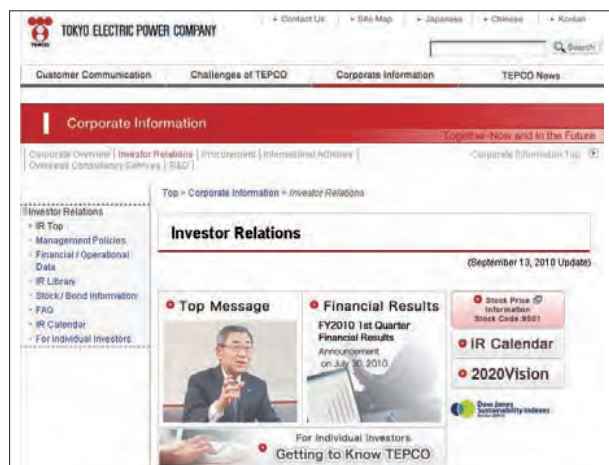 Contact Us
Site Map
Japanese
Chinese
Korean
TEPCO
TOKYO ELECTRIC POWER COMPANY
Search
Customer Communication
Challenges of TEPCO
Corporate Information
TEPCO News
Corporate Information
Together-Now and in the Future
Corporate Overview | Investor Relations | Procurement | International Activities |
Overseas Consultancy Services | R&D |
Corporate Information Top
Top > Corporate Information > Investor Relations
Investor Relations
IR Top
Management Policies
Financial / Operational
Data
IR Library
Stock / Bond Information
FAQ
IR Calendar
For Individual Investors
Investor Relations
(September 13, 2010 Update)
Top Message
Financial Results
FY2010 1st Quarter
Financial Results
Announcement
on July 30, 2010
Stock Price
Information
Stock Code:9501
IR Calendar
2020Vision
Dow Jones
Sustainability Indexes
For Individual Investors
Getting to Know TEPCO